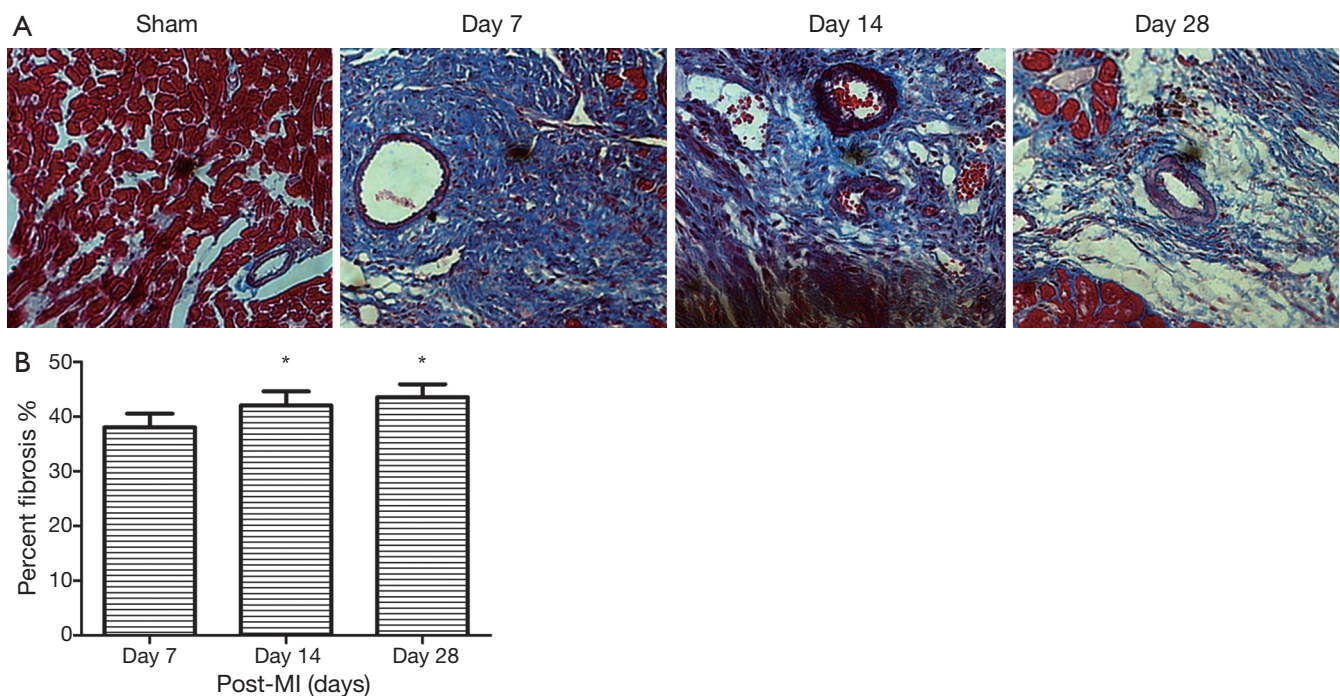 A
Sham
Day 7
Day 14
Day 28
B
Percent fibrosis %
50
40
30
20
10
0
*
*
Day 7
Day 14
Day 28
Post-MI (days)